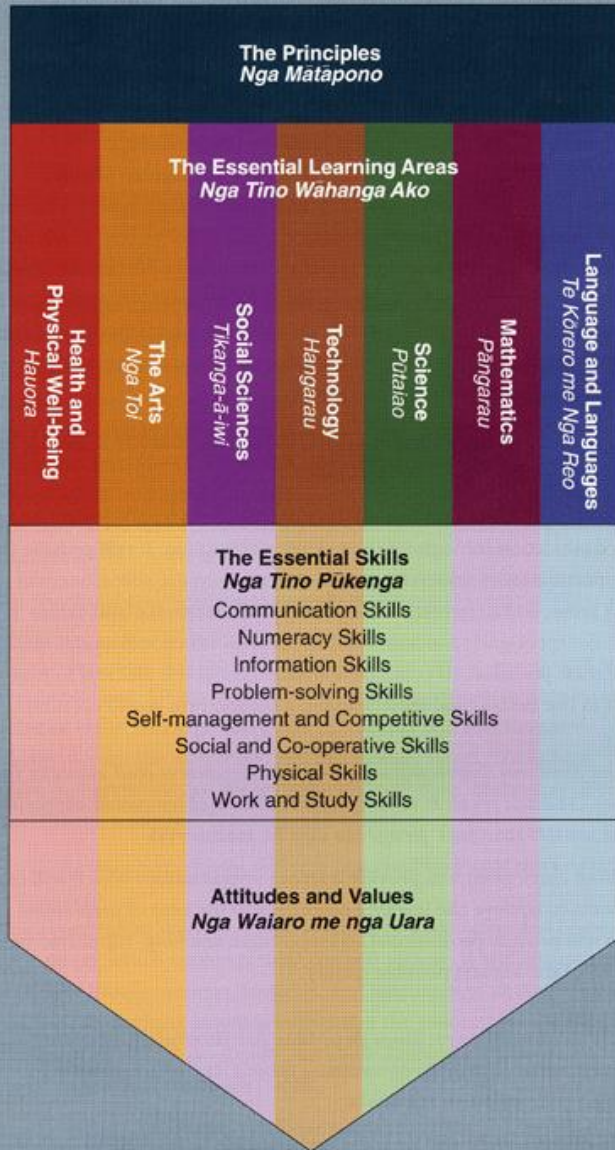 The Principles
Nga Mātāpono
The Essential Learning Areas
Nga Tino Wāhanga Ako
Health and
Physical Well-being
Hauora
The Arts
Nga Toi
Social Sciences
Tikanga-ā-iwi
Technology
Hangarau
Science
Pūtaiao
Mathematics
Pāngarau
Language and Languages
Te Kōrero me Nga Reo
The Essential Skills
Nga Tino Pūkenga
Communication Skills
Numeracy Skills
Information Skills
Problem-solving Skills
Self-management and Competitive Skills
Social and Co-operative Skills
Physical Skills
Work and Study Skills
Attitudes and Values
Nga Waiaro me nga Uara